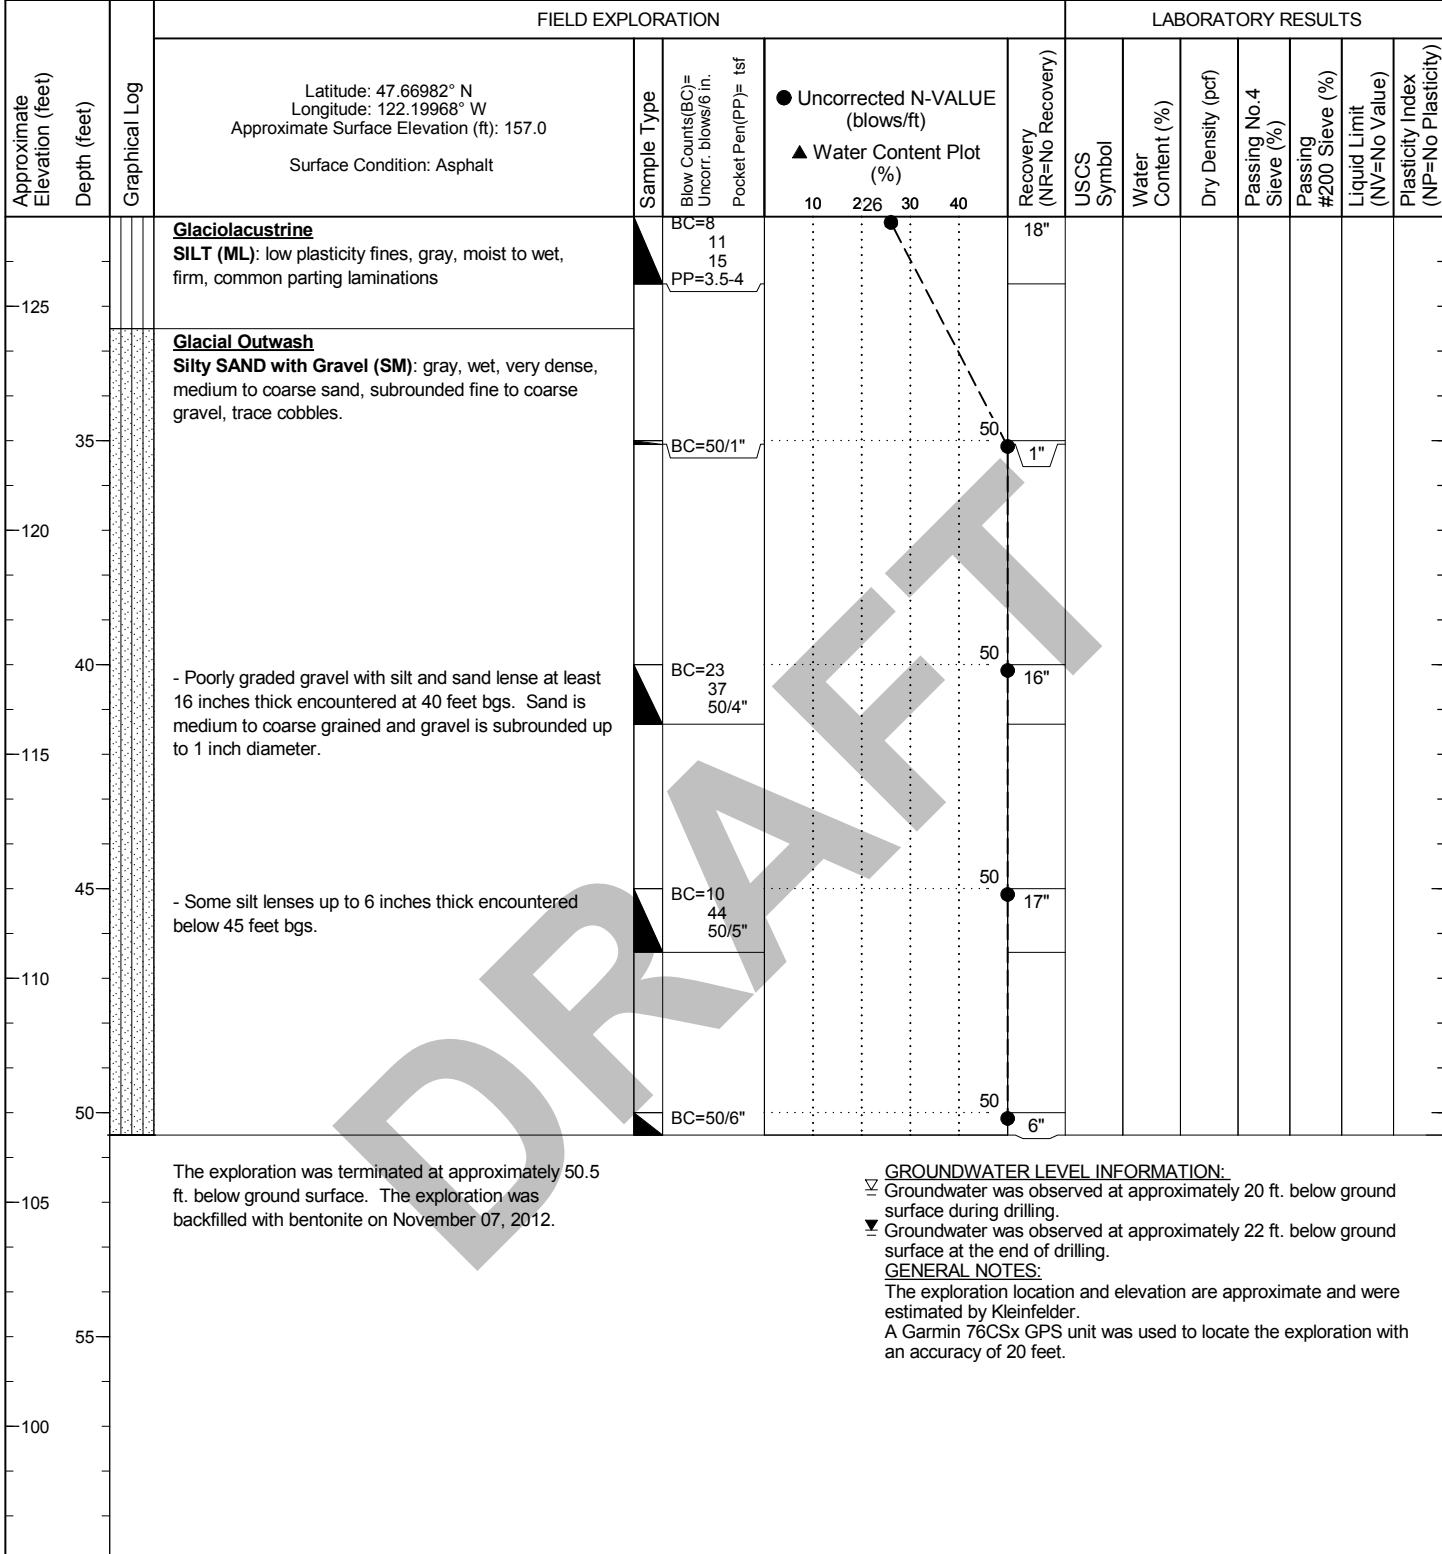 FIELD EXPLORATION
LABORATORY RESULTS
Approximate
Elevation (feet)
Depth (feet)
Graphical Log
Latitude: 47.66982° N
Longitude: 122.19968° W
Approximate Surface Elevation (ft): 157.0
Surface Condition: Asphalt
Sample Type
Blow Counts(BC)=
Uncorr. blows/6 in.
Pocket Pen(PP)= tsf
● Uncorrected N-VALUE
(blows/ft)
▲ Water Content Plot
(%)
10 226 30 40
Recovery
(NR=No Recovery)
USCS
Symbol
Water
Content (%)
Dry Density (pcf)
Passing No.4
Sieve (%)
Passing
#200 Sieve (%)
Liquid Limit
(NV=No Value)
Plasticity Index
(NP=No Plasticity)
Glaciolacustrine
SILT (ML): low plasticity fines, gray, moist to wet,
firm, common parting laminations
BC=8
11
15
PP=3.5-4
18"
125
Glacial Outwash
Silty SAND with Gravel (SM): gray, wet, very dense,
medium to coarse sand, subrounded fine to coarse
gravel, trace cobbles.
35
BC=50/1"
50
1"
120
40
- Poorly graded gravel with silt and sand lense at least
16 inches thick encountered at 40 feet bgs. Sand is
medium to coarse grained and gravel is subrounded up
to 1 inch diameter.
BC=23
37
50/4"
50
16"
115
45
- Some silt lenses up to 6 inches thick encountered
below 45 feet bgs.
BC=10
44
50/5"
50
17"
110
50
BC=50/6"
50
6"
DRAFT
The exploration was terminated at approximately 50.5
ft. below ground surface. The exploration was
backfilled with bentonite on November 07, 2012.
105
55
100
GROUNDWATER LEVEL INFORMATION:
Groundwater was observed at approximately 20 ft. below ground
surface during drilling.
Groundwater was observed at approximately 22 ft. below ground
surface at the end of drilling.
GENERAL NOTES:
The exploration location and elevation are approximate and were
estimated by Kleinfelder.
A Garmin 76CSx GPS unit was used to locate the exploration with
an accuracy of 20 feet.